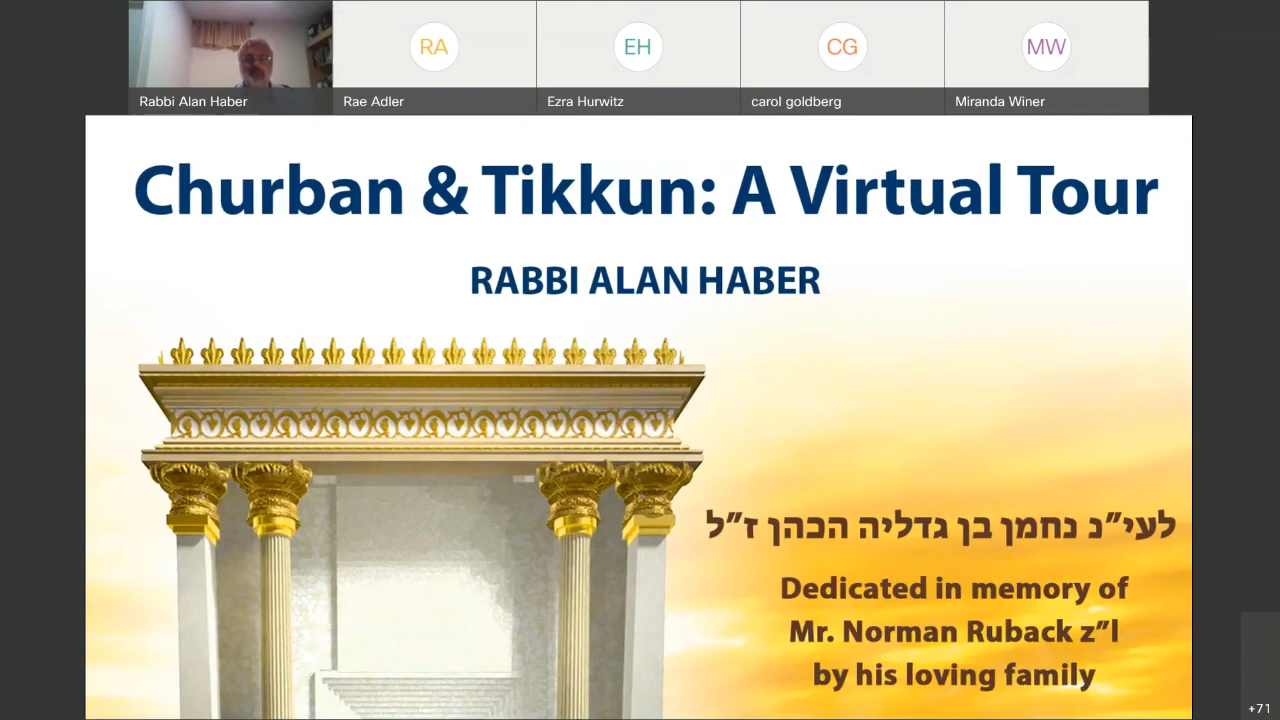 RA
EH
CG
MW
Rabbi Alan Haber
Rae Adler
Ezra Hurwitz
carol goldberg
Miranda Winer
Churban & Tikkun: A Virtual Tour
RABBI ALAN HABER
לעי״נ נחמן בן גדליה הכהן ז״ל
Dedicated in memory of
Mr. Norman Ruback z″l
by his loving family
+71